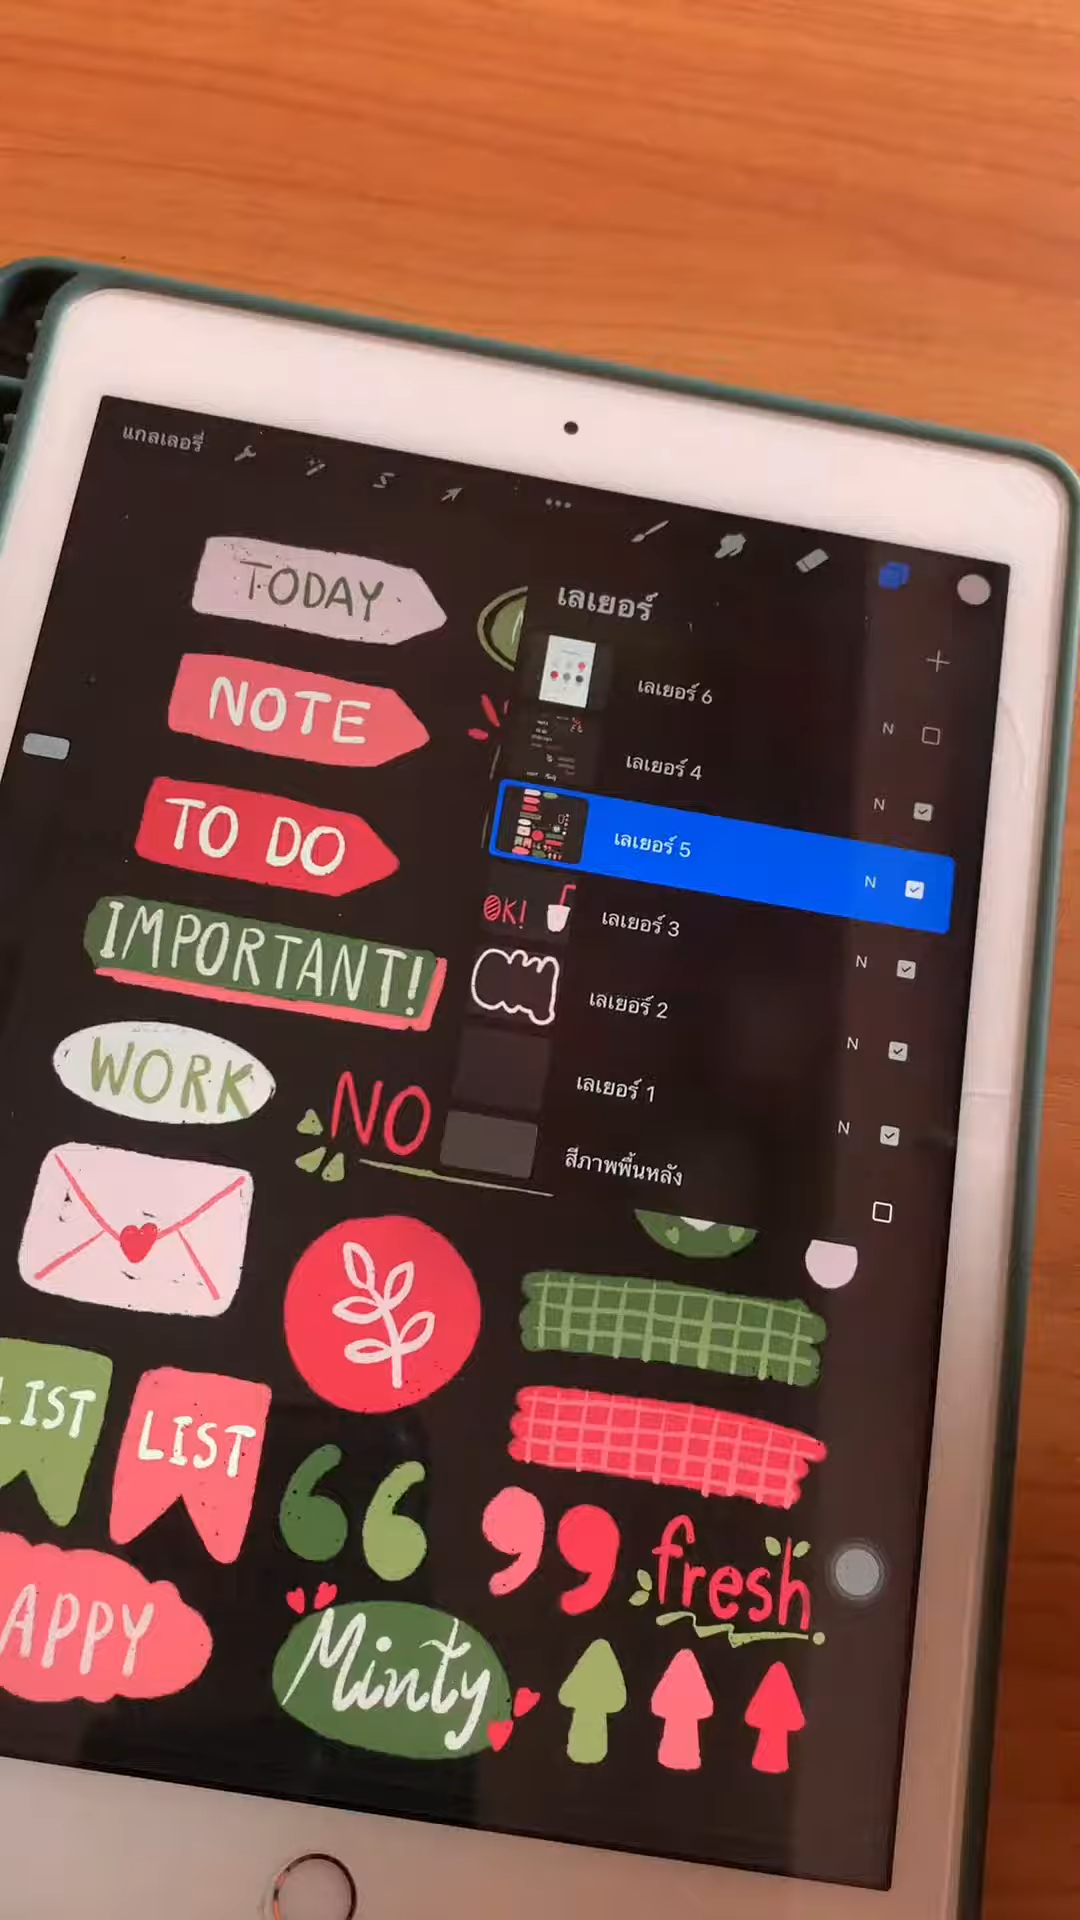 แกลเลอรี่
TODAY
NOTE
TO DO
IMPORTANT!
WORK
NO
เลเยอร์
เลเยอร์ 6
N
เลเยอร์ 4
N
เลเยอร์ 5
N
OK!
เลเยอร์ 3
N
เลเยอร์ 2
N
เลเยอร์ 1
N
สีภาพพื้นหลัง
LIST
LIST
APPY
Minty
fresh